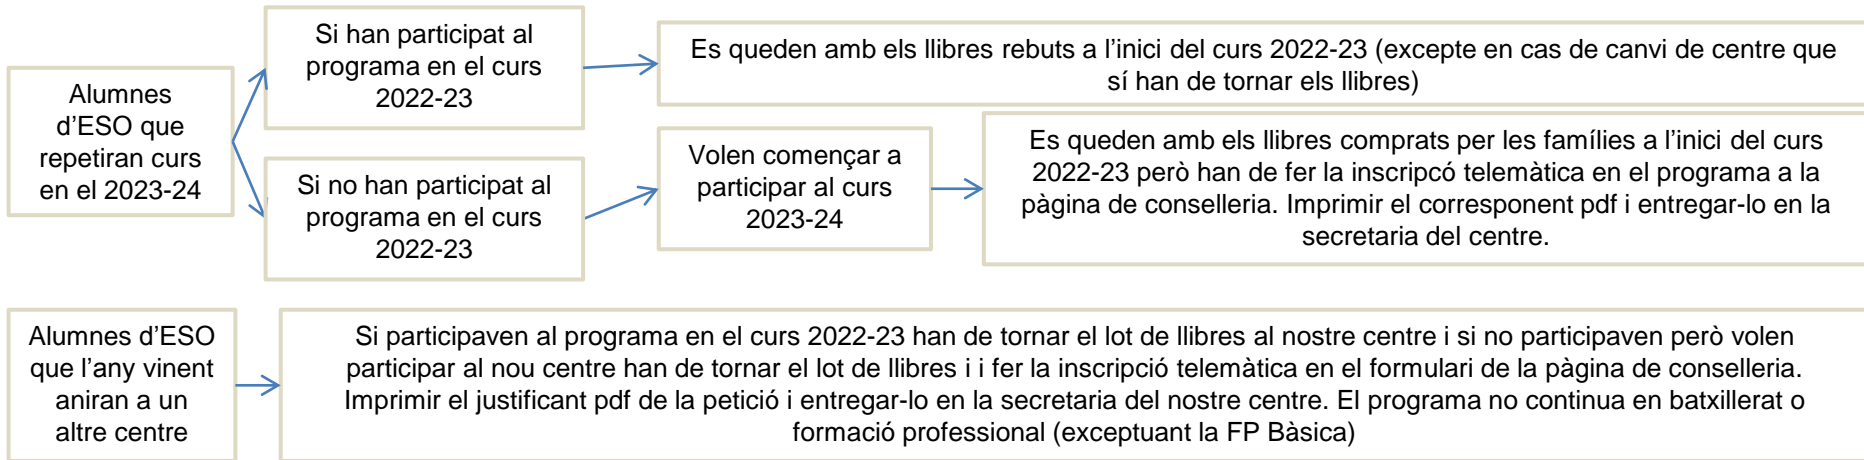 Alumnes
d’ESO que
repetiran curs
en el 2023-24
Si han participat al
programa en el curs
2022-23
Es queden amb els llibres rebuts a l’inici del curs 2022-23 (excepte en cas de canvi de centre que
sí han de tornar els llibres)
Si no han participat al
programa en el curs
2022-23
Volen començar a
participar al curs
2023-24
Es queden amb els llibres comprats per les famílies a l’inici del curs
2022-23 però han de fer la inscripcó telemàtica en el programa a la
pàgina de conselleria. Imprimir el corresponent pdf i entregar-lo en la
secretaria del centre.
Alumnes d’ESO
que l’any vinent
aniran a un
altre centre
Si participaven al programa en el curs 2022-23 han de tornar el lot de llibres al nostre centre i si no participaven però volen
participar al nou centre han de tornar el lot de llibres i i fer la inscripció telemàtica en el formulari de la pàgina de conselleria.
Imprimir el justificant pdf de la petició i entregar-lo en la secretaria del nostre centre. El programa no continua en batxillerat o
formació professional (exceptuant la FP Bàsica)